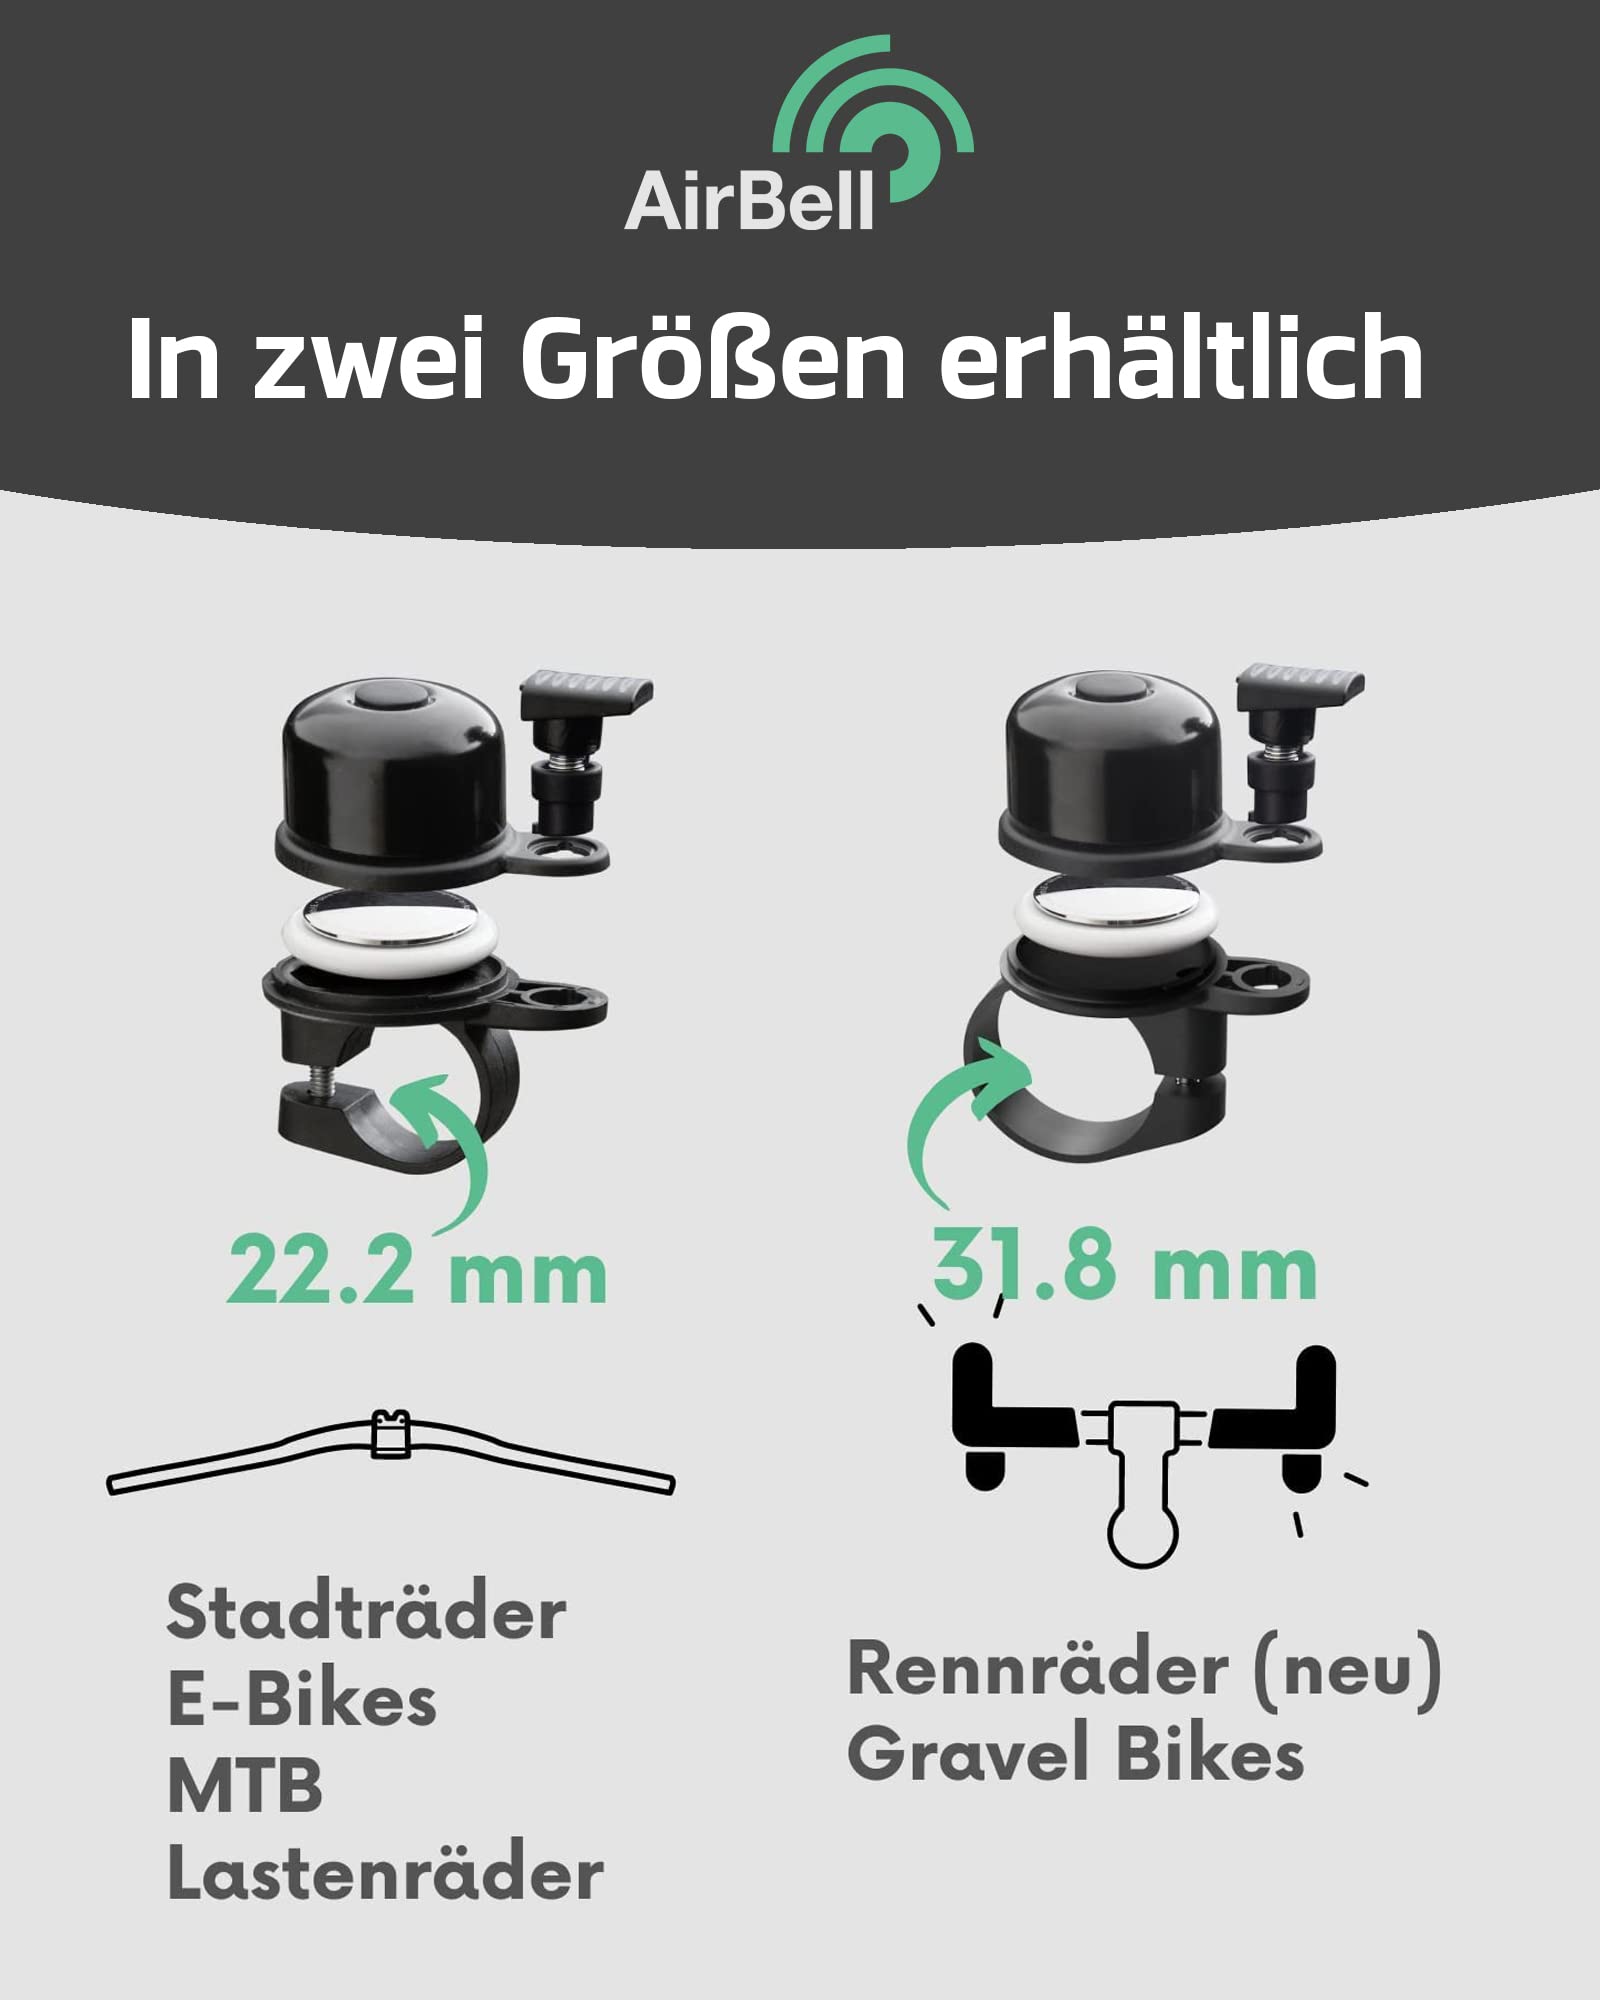 AirBell
In zwei Größen erhältlich
22.2 mm
31.8 mm
Stadträder
E-Bikes
MTB
Lastenräder
Rennräder (neu)
Gravel Bikes